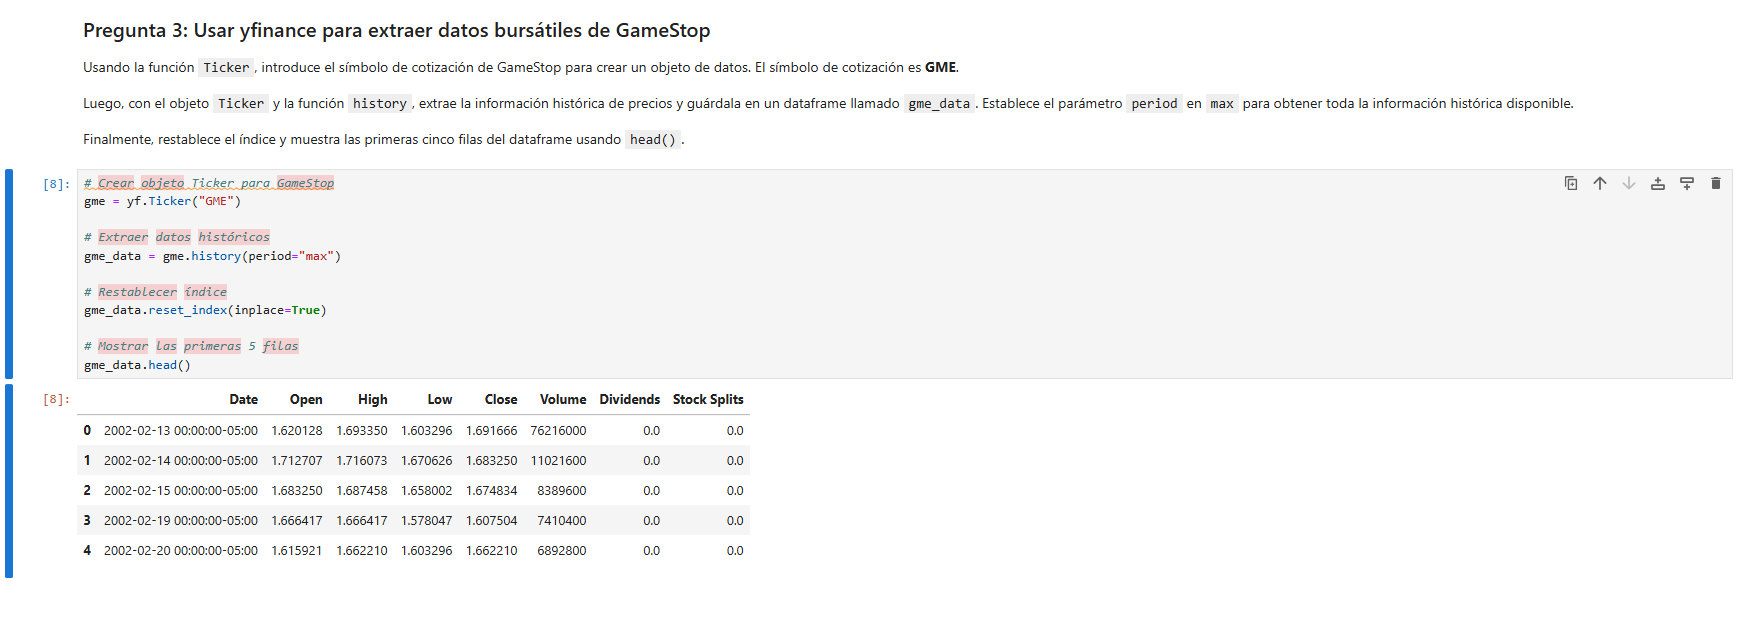 Pregunta 3: Usar yfinance para extraer datos bursátiles de GameStop
Usando la función Ticker, introduce el símbolo de cotización de GameStop para crear un objeto de datos. El símbolo de cotización es GME.
Luego, con el objeto Ticker y la función history, extrae la información histórica de precios y guárdala en un dataframe llamado gme_data. Establece el parámetro period en max para obtener toda la información histórica disponible.
Finalmente, restablece el índice y muestra las primeras cinco filas del dataframe usando head().
[8]: # Crear objeto Ticker para GameStop
gme = yf.Ticker("GME")
# Extraer datos históricos
gme_data = gme.history(period="max")
# Restablecer índice
gme_data.reset_index(inplace=True)
# Mostrar las primeras 5 filas
gme_data.head()
[8]: Date Open High Low Close Volume Dividends Stock Splits
0 2002-02-13 00:00:00-05:00 1.620128 1.693350 1.603296 1.691666 76216000 0.0 0.0
1 2002-02-14 00:00:00-05:00 1.712707 1.716073 1.670626 1.683250 11021600 0.0 0.0
2 2002-02-15 00:00:00-05:00 1.683250 1.687458 1.658002 1.674834 8389600 0.0 0.0
3 2002-02-19 00:00:00-05:00 1.666417 1.666417 1.578047 1.607504 7410400 0.0 0.0
4 2002-02-20 00:00:00-05:00 1.615921 1.662210 1.603296 1.662210 6892800 0.0 0.0